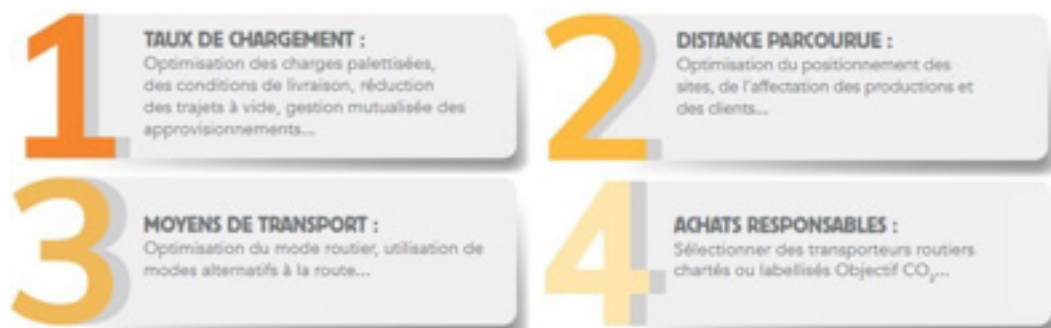 1
TAUX DE CHARGEMENT :
Optimisation des charges palettisées,
des conditions de livraison, réduction
des trajets à vide, gestion mutualisée des
approvisionnements...
2
DISTANCE PARCOURUE :
Optimisation du positionnement des
sites, de l'affectation des productions et
des clients...
3
MOYENS DE TRANSPORT :
Optimisation du mode routier, utilisation de
modes alternatifs à la route...
4
ACHATS RESPONSABLES :
Sélectionner des transporteurs routiers
chartés ou labellisés Objectif CO₂...